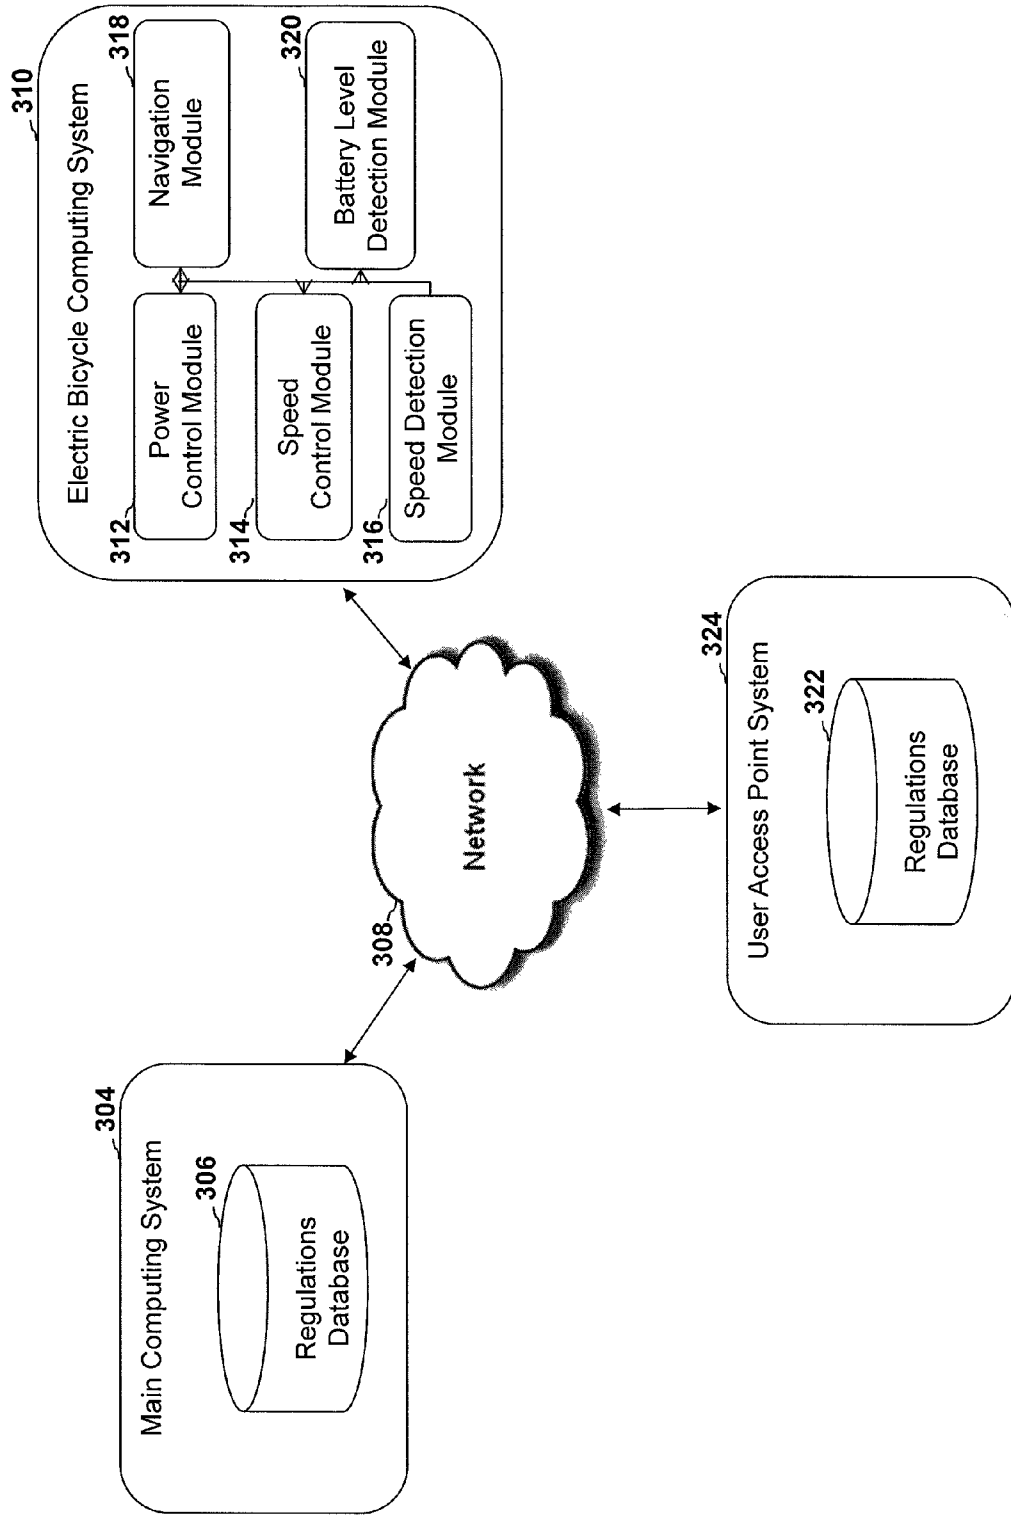 304
Main Computing System
306
Regulations
Database
308
Network
310
Electric Bicycle Computing System
312
Power
Control Module
318
Navigation
Module
314
Speed
Control Module
320
Battery Level
Detection Module
316
Speed Detection
Module
324
User Access Point System
322
Regulations
Database